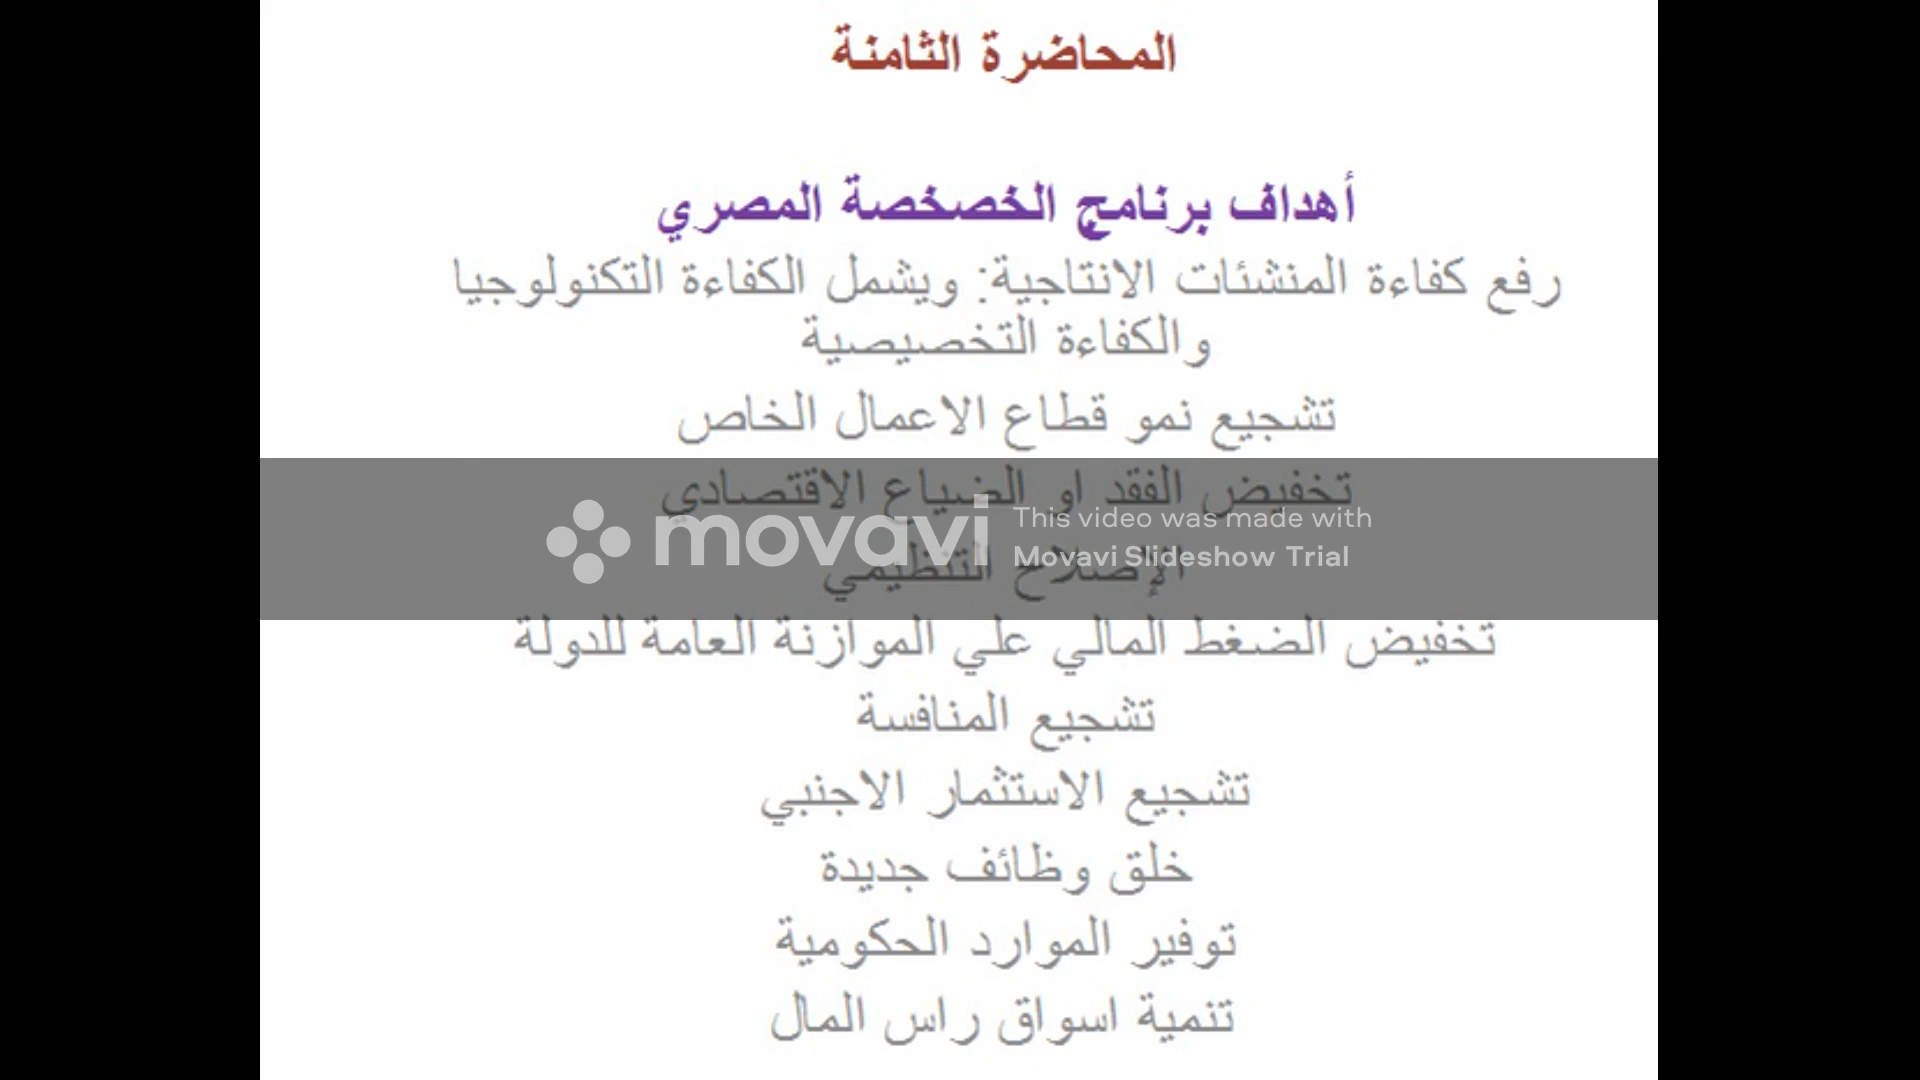 المحاضرة الثامنة
أهداف برنامج الخصخصة المصري
رفع كفاءة المنشئات الانتاجية: ويشمل الكفاءة التكنولوجيا
والكفاءة التخصيصية
تشجيع نمو قطاع الاعمال الخاص
تخفيض الفقد او الضياع الاقتصادي
movavi
This video was made with
Movavi Slideshow Trial
الإصلاح التنظيمي
تخفيض الضغط المالي علي الموازنة العامة للدولة
تشجيع المنافسة
تشجيع الاستثمار الاجنبي
خلق وظائف جديدة
توفير الموارد الحكومية
تنمية اسواق راس المال